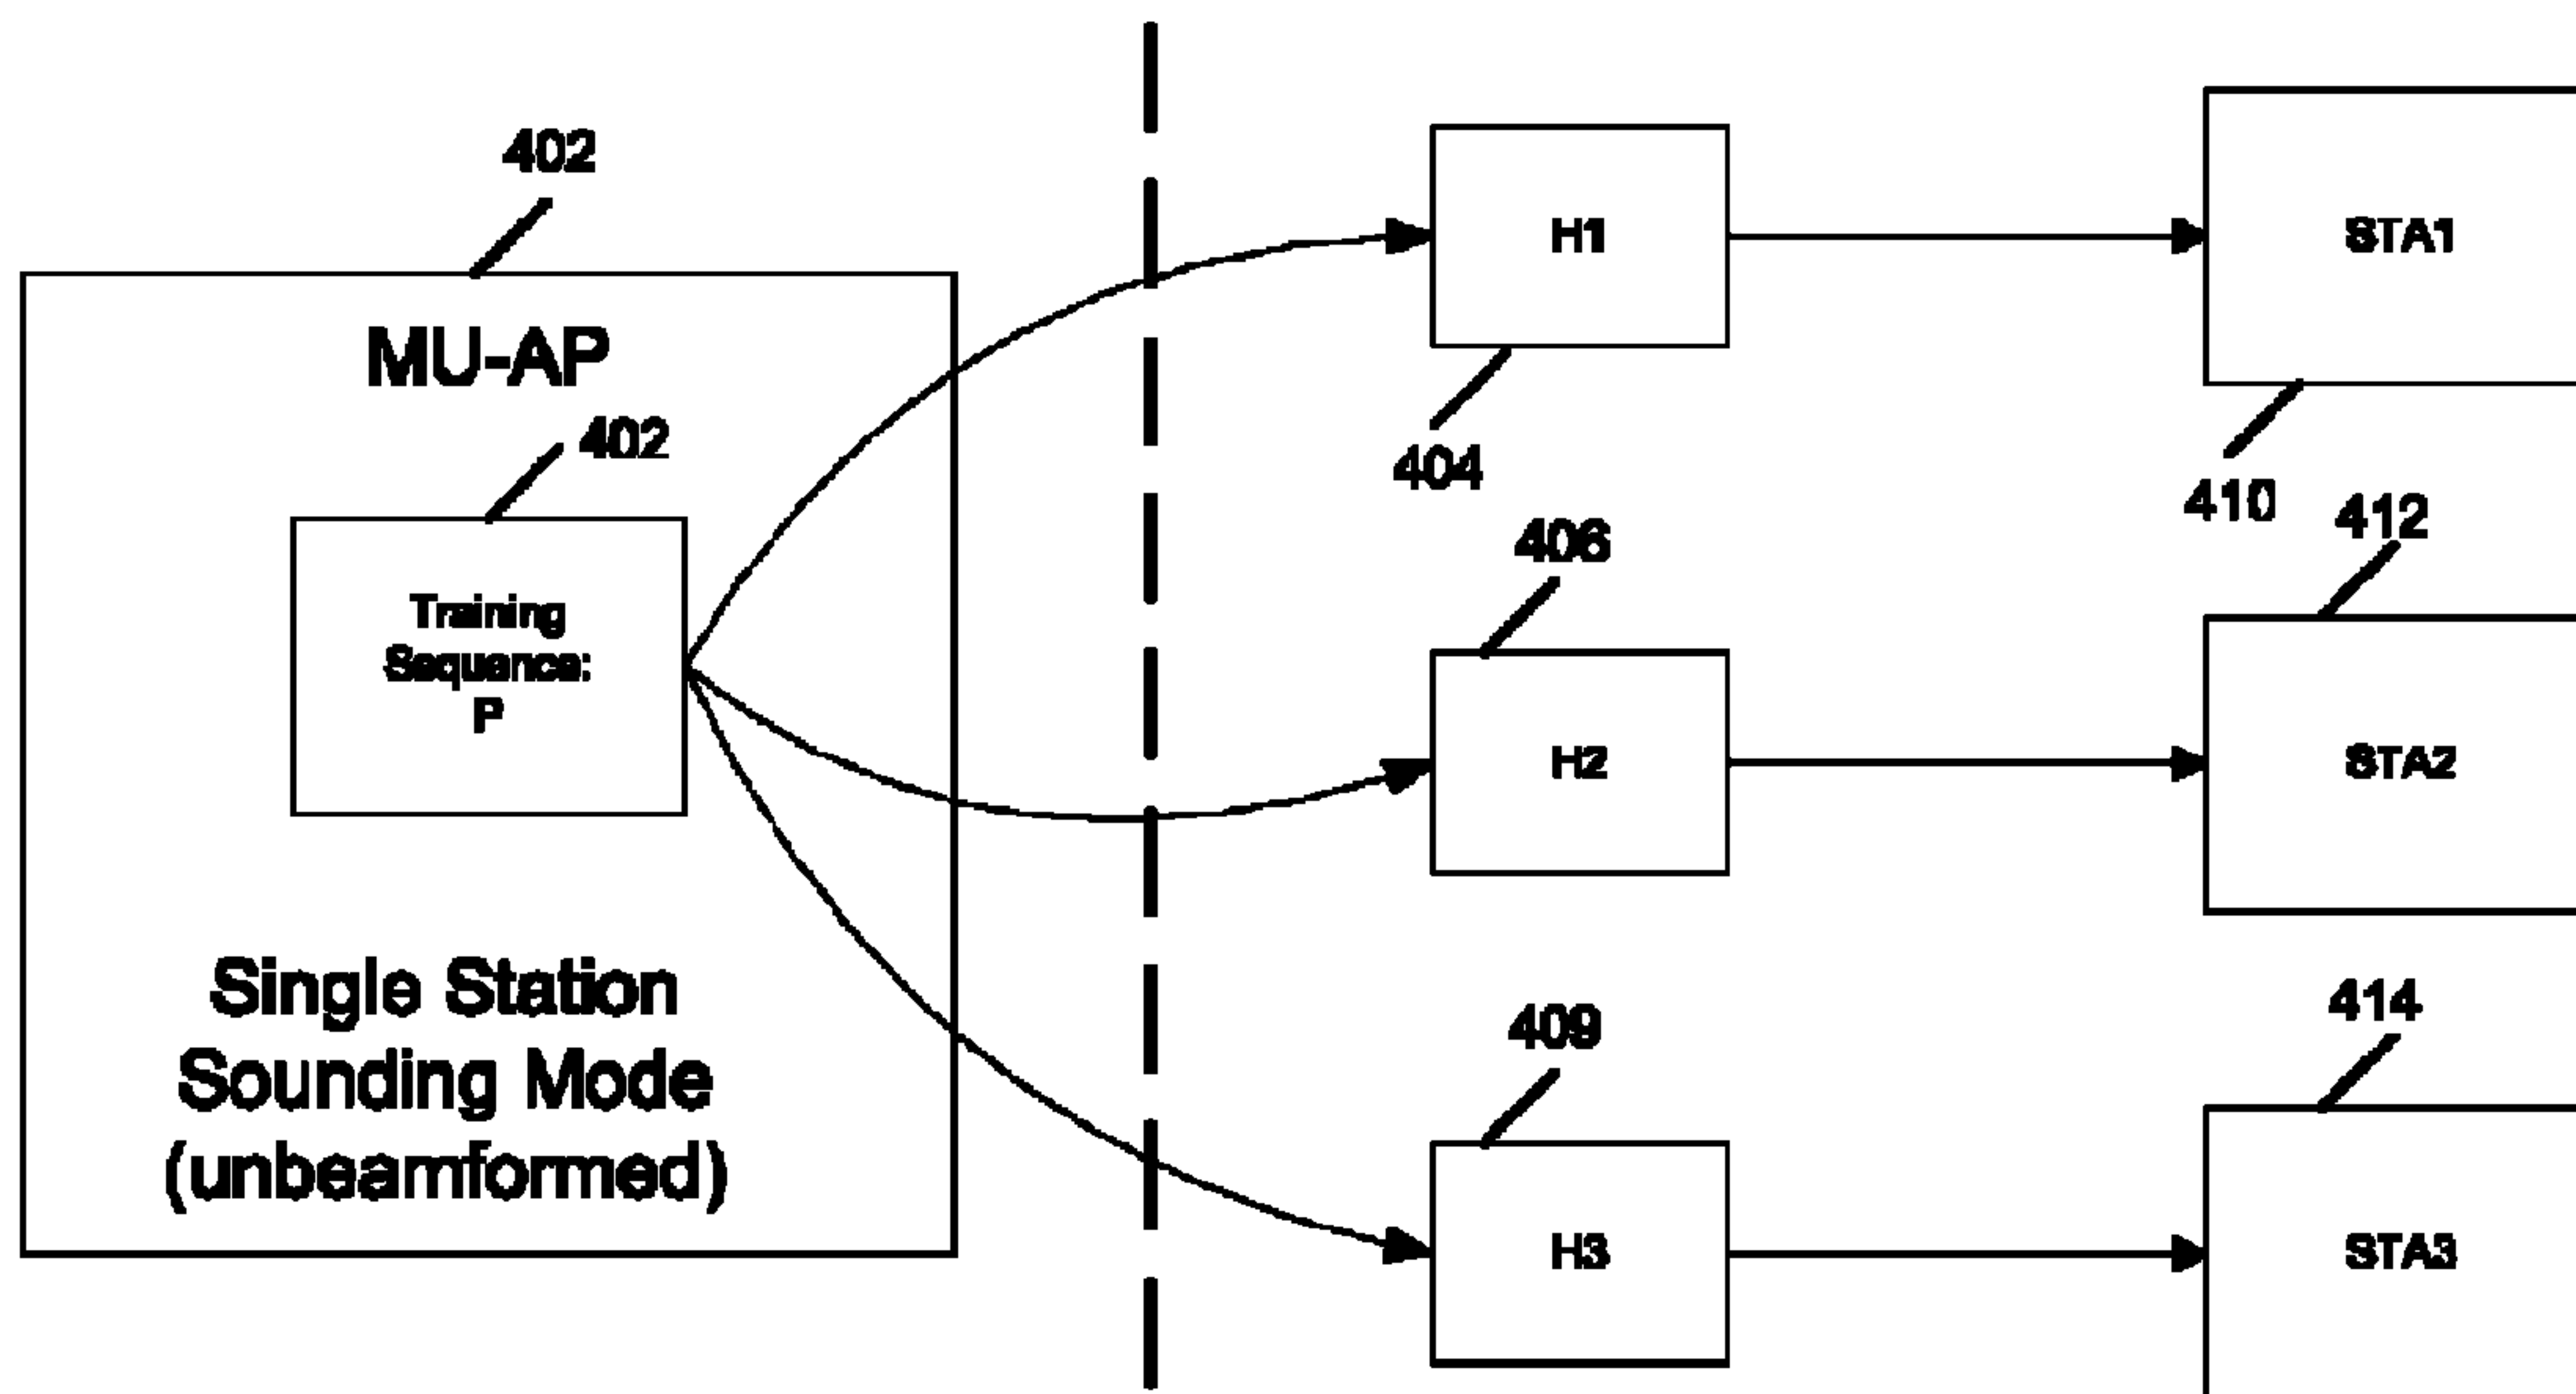 402
MU-AP
402
Training
Sequence:
P
Single Station
Sounding Mode
(unbeamformed)
H1
404
406
H2
409
H3
STA1
410
412
STA2
414
STA3